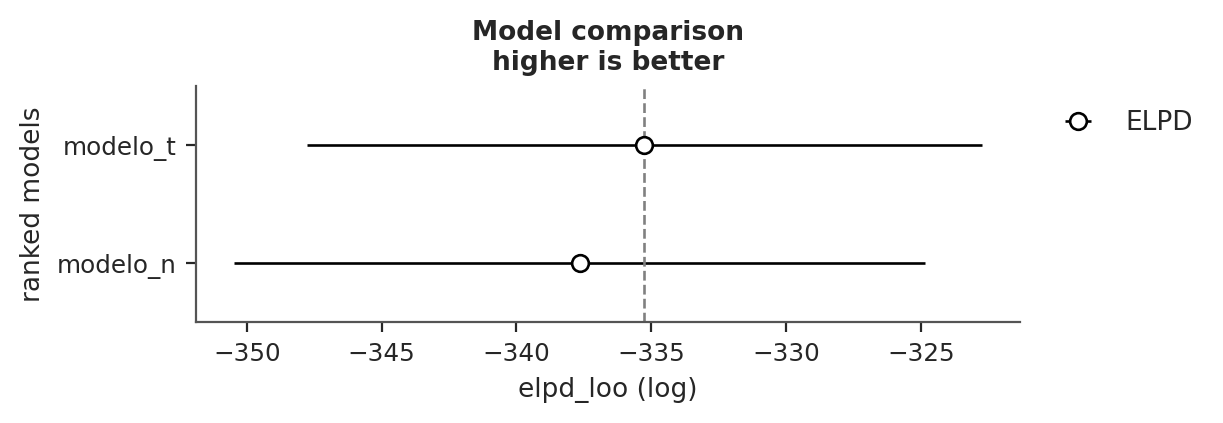 Model comparison
higher is better
ELPD
ranked models
modelo_t
modelo_n
−350 −345 −340 −335 −330 −325
elpd_loo (log)